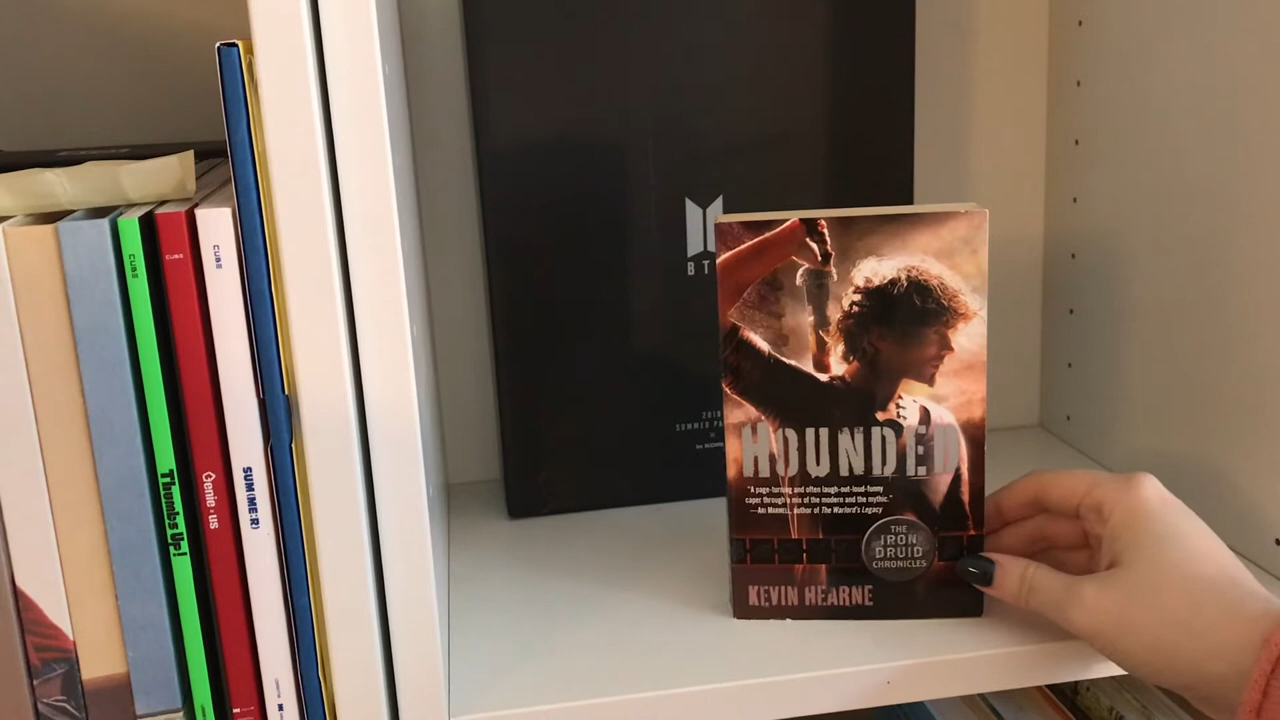 CUBE
Thumbs Up!
CUBE
Genie:us
CUBE
SUM(ME:R)
BT
2018
SUMMER PA
HOUNDED
"A page-turning and often laugh-out-loud-funny
caper through a mix of the modern and the mythic."
—ARI MARMELL, author of The Warlord's Legacy
THE
IRON
DRUID
CHRONICLES
KEVIN HEARNE